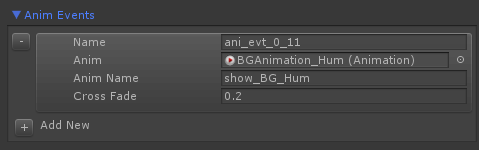 Anim Events
-
Name ani_evt_0_11
Anim BGAnimation_Hum (Animation)
Anim Name show_BG_Hum
Cross Fade 0.2
+ Add New